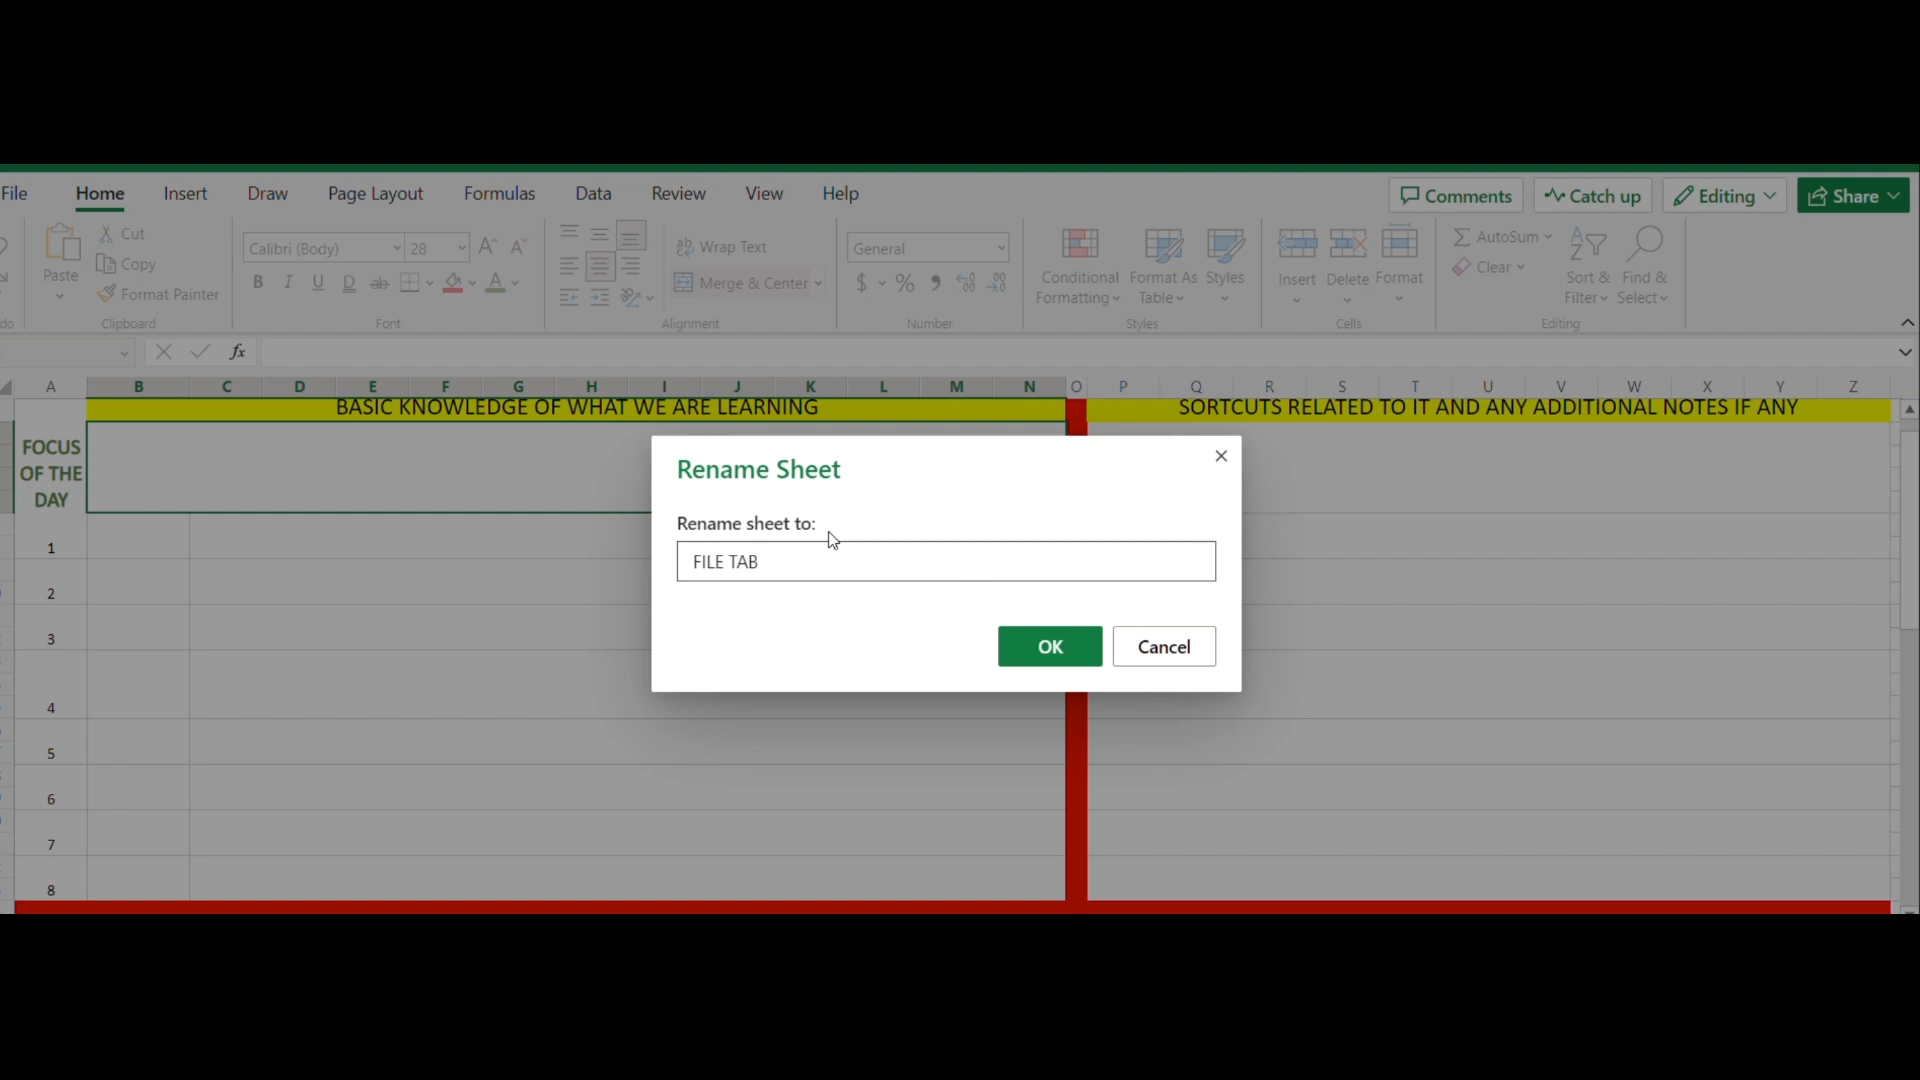 File Home Insert Draw Page Layout Formulas Data Review View Help Comments Catch up Editing Share
Cut
Calibri (Body) 28 Wrap Text General AutoSum
Copy
Paste Conditional Format As Styles Insert Delete Format Clear Sort & Find &
B I U D ab Merge & Center $ % Formatting Table Filter Select
Format Painter
do Clipboard Font Alignment Number Styles Cells Editing
fx
A B C D E F G H I J K L M N O P Q R S T U V W X Y Z
BASIC KNOWLEDGE OF WHAT WE ARE LEARNING SORTCUTS RELATED TO IT AND ANY ADDITIONAL NOTES IF ANY
FOCUS
OF THE
DAY
Rename Sheet
Rename sheet to:
FILE TAB
OK Cancel
1
2
3
4
5
6
7
8